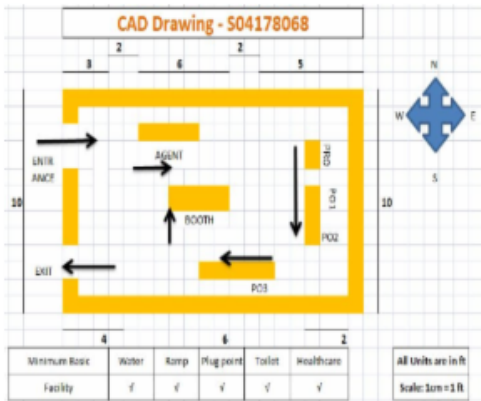 CAD Drawing - S04178068
2 2
3 6 5
N
W E
S
ENTR
ANCE
AGENT
PRO
PO1
10 10
BOOTH
PO2
EXIT
PO3
4 6 2
Minimum Basic Water Ramp Plug point Toilet Healthcare All Units are in ft
Facility √ √ √ √ √ Scale: 1cm = 1 ft